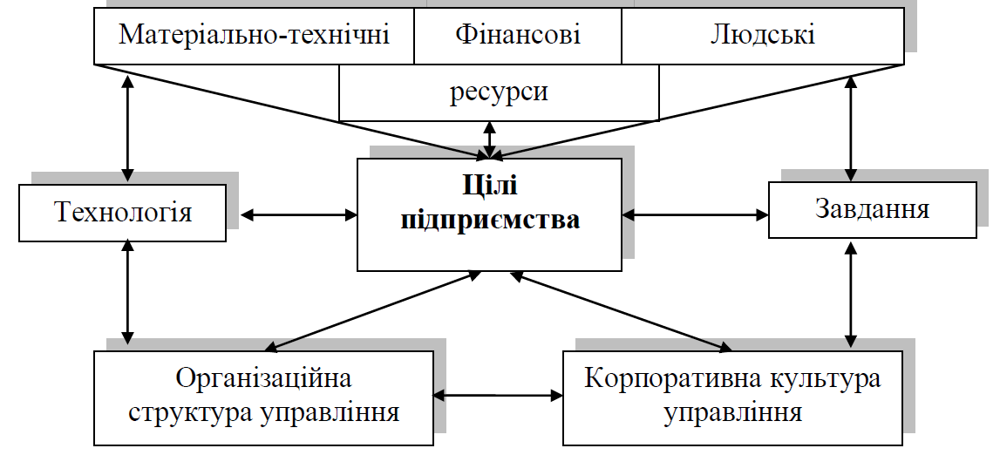 Матеріально-технічні
Фінансові
Людські
ресурси
Цілі
підприємства
Технологія
Завдання
Організаційна
структура управління
Корпоративна культура
управління